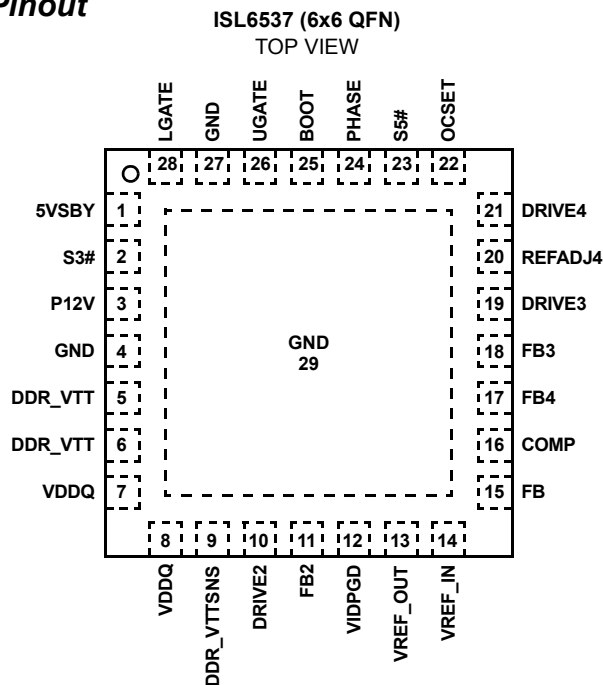 Pinout
ISL6537 (6x6 QFN)
TOP VIEW
LGATE
GND
UGATE
BOOT
PHASE
S5#
OCSET
28 27 26 25 24 23 22
5VSBY 1
21 DRIVE4
S3# 2
20 REFADJ4
P12V 3
19 DRIVE3
GND 4
GND
29
18 FB3
DDR_VTT 5
17 FB4
DDR_VTT 6
16 COMP
VDDQ 7
15 FB
8 9 10 11 12 13 14
VDDQ
DDR_VTTSNS
DRIVE2
FB2
VIDPGD
VREF_OUT
VREF_IN